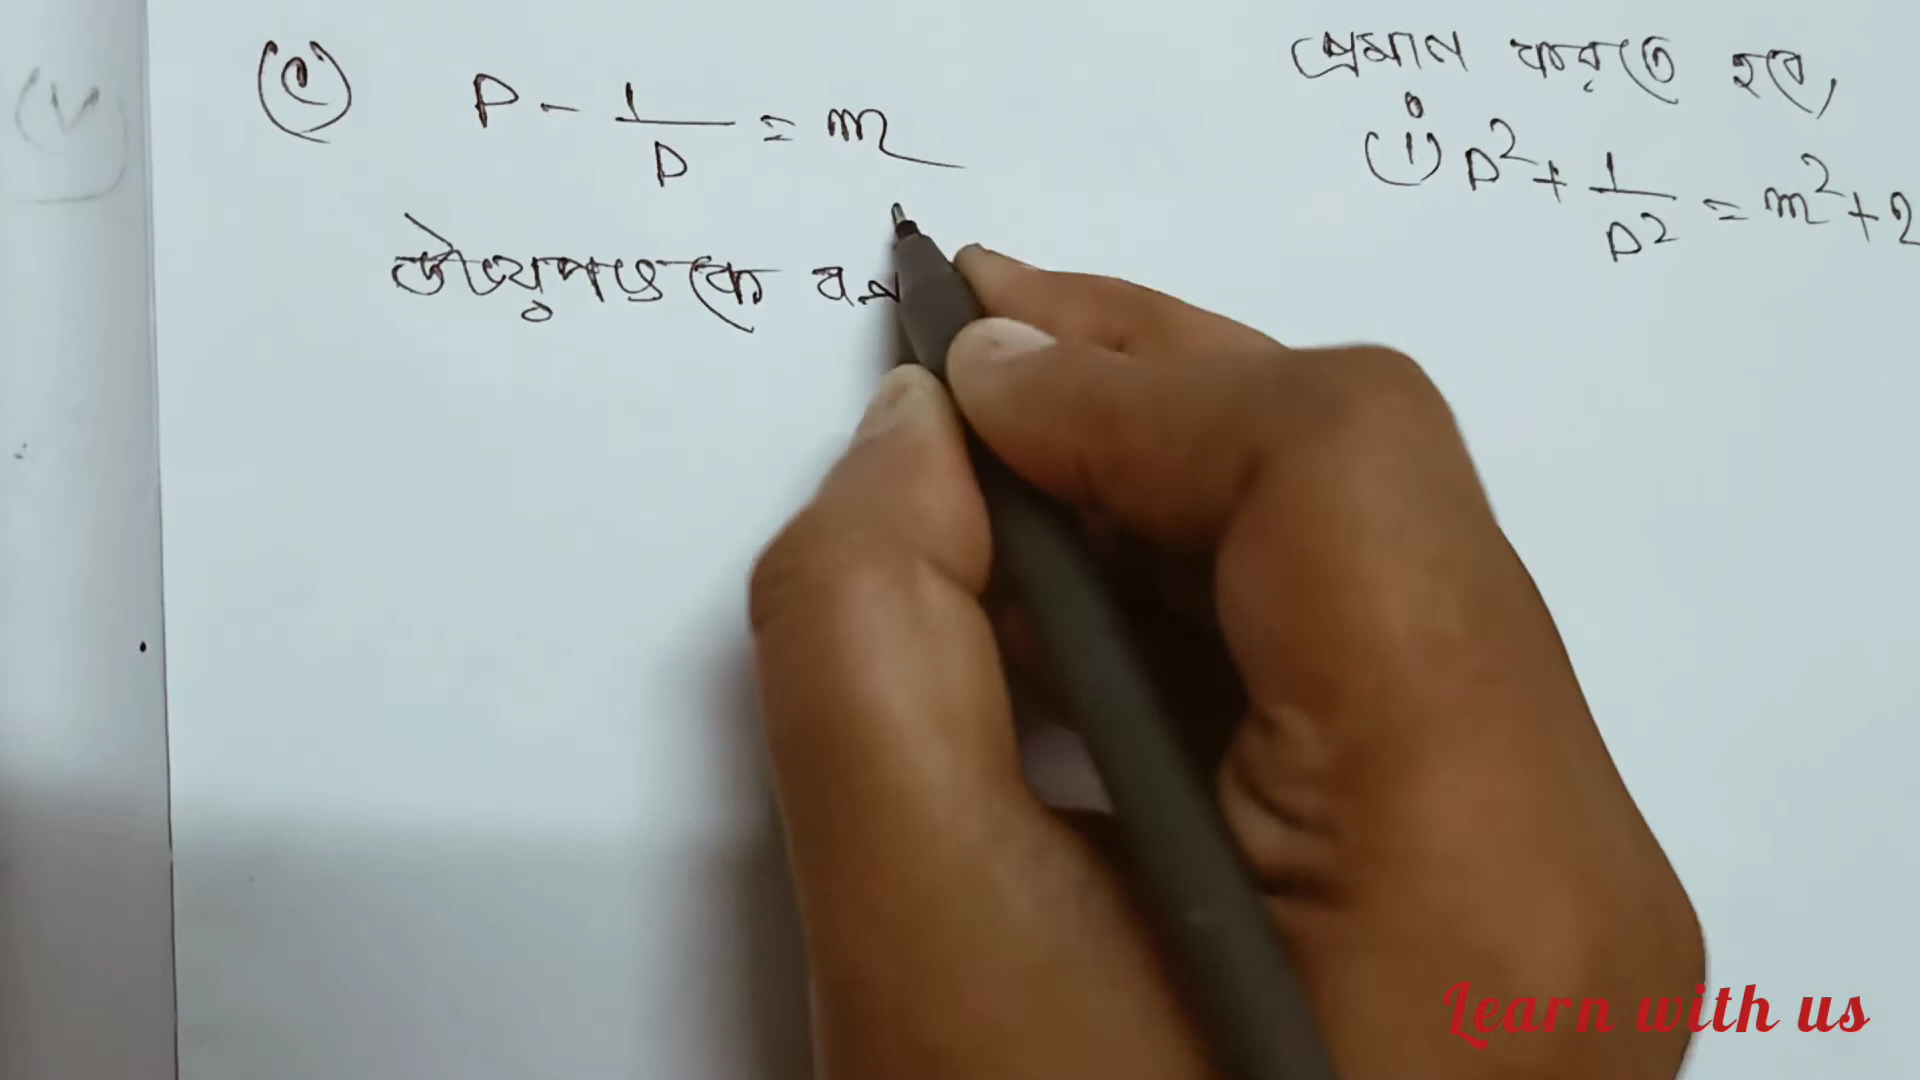 (e) P - 1/P = m
প্রমান করতে হবে,
(i) P² + 1/P² = m² + 2
উভয়পক্ষকে
Learn with us